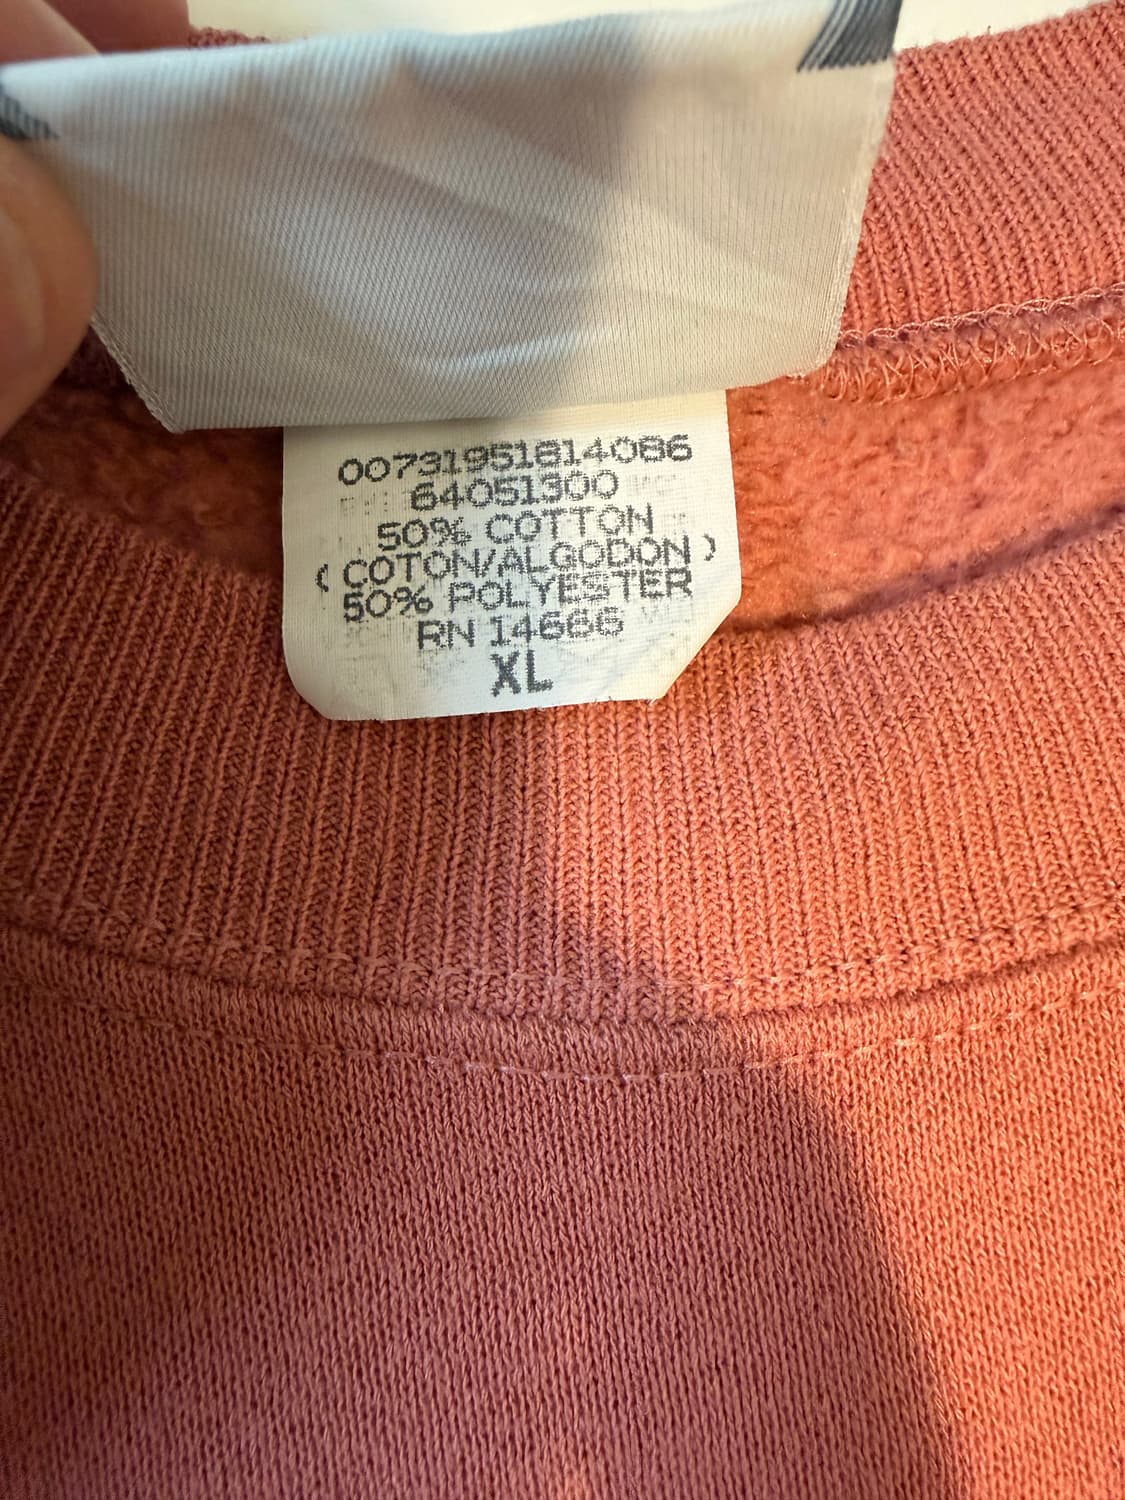 00731951814086
64051300
50% COTTON
( COTON/ALGODON )
50% POLYESTER
RN 14666
XL